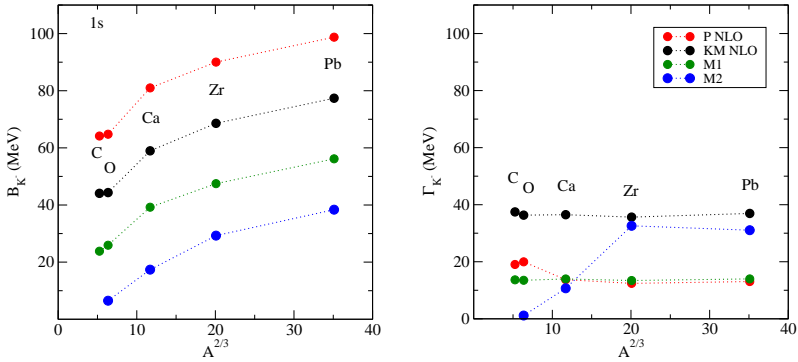 1s
100
80
60
40
20
0
10
20
30
40
B_K⁻ (MeV)
A^{2/3}
C
O
Ca
Zr
Pb
P NLO
KM NLO
M1
M2
100
80
60
40
20
0
10
20
30
40
Γ_K⁻ (MeV)
A^{2/3}
C
O
Ca
Zr
Pb